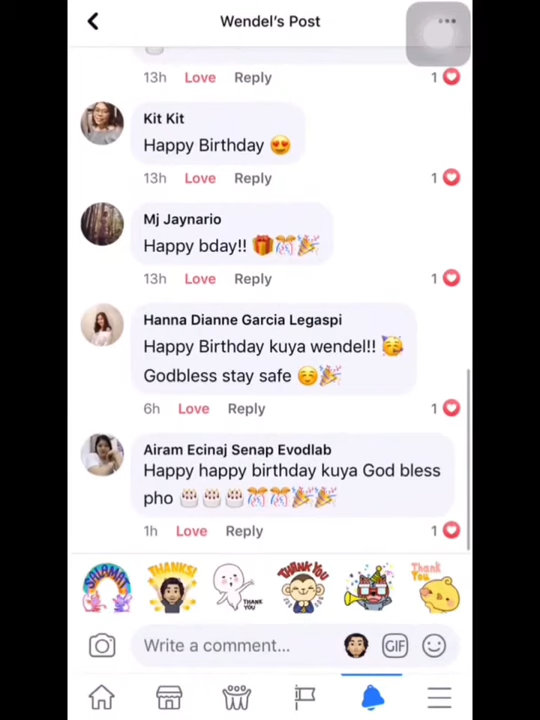 Wendel's Post
13h Love Reply 1
Kit Kit
Happy Birthday 😍
13h Love Reply 1
Mj Jaynario
Happy bday!! 🎁🎊🎉
13h Love Reply 1
Hanna Dianne Garcia Legaspi
Happy Birthday kuya wendel!! 🥳
Godbless stay safe ☺️🎉
6h Love Reply 1
Airam Ecinaj Senap Evodlab
Happy happy birthday kuya God bless
pho 🎂🎂🎂🎊🎊🎉🎉
1h Love Reply 1
SALAMAT
THANKS!
THANK
YOU
THANK YOU
Thank
You
Write a comment...
GIF